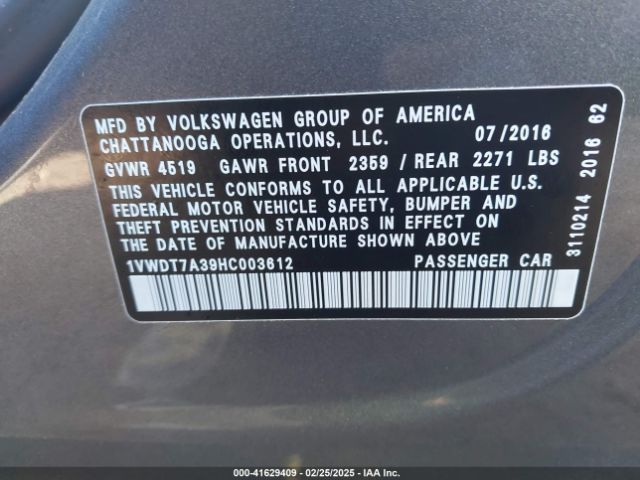 MFD BY VOLKSWAGEN GROUP OF AMERICA
CHATTANOOGA OPERATIONS, LLC. 07/2016
GVWR 4519 GAWR FRONT 2359 / REAR 2271 LBS
THIS VEHICLE CONFORMS TO ALL APPLICABLE U.S.
FEDERAL MOTOR VEHICLE SAFETY, BUMPER AND
THEFT PREVENTION STANDARDS IN EFFECT ON
THE DATE OF MANUFACTURE SHOWN ABOVE
1VWDT7A39HC003612 PASSENGER CAR
3110214 2016 62
000-41629409 - 02/25/2025 - IAAI.COM